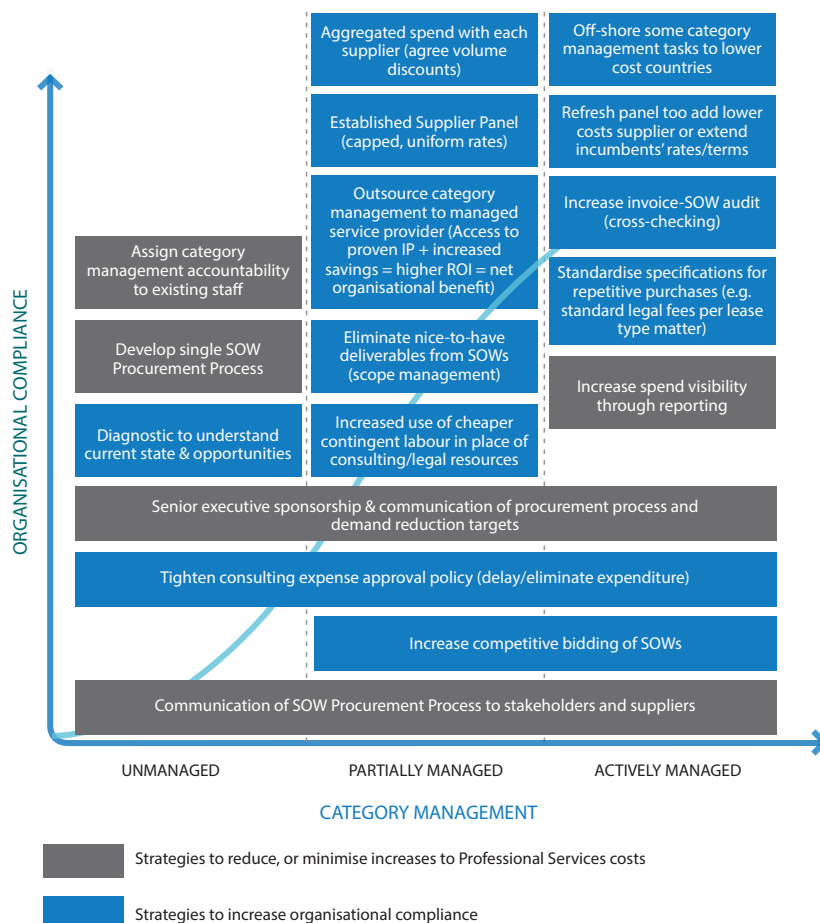 Aggregated spend with each
supplier (agree volume
discounts)
Off-shore some category
management tasks to lower
cost countries
Established Supplier Panel
(capped, uniform rates)
Refresh panel too add lower
costs supplier or extend
incumbents' rates/terms
Outsource category
management to managed
service provider (Access to
proven IP + increased
savings = higher ROI = net
organisational benefit)
Increase invoice-SOW audit
(cross-checking)
Assign category
management accountability
to existing staff
Standardise specifications for
repetitive purchases (e.g.
standard legal fees per lease
type matter)
Develop single SOW
Procurement Process
Eliminate nice-to-have
deliverables from SOWs
(scope management)
Increase spend visibility
through reporting
Diagnostic to understand
current state & opportunities
Increased use of cheaper
contingent labour in place of
consulting/legal resources
Senior executive sponsorship & communication of procurement process and
demand reduction targets
Tighten consulting expense approval policy (delay/eliminate expenditure)
Increase competitive bidding of SOWs
Communication of SOW Procurement Process to stakeholders and suppliers
ORGANISATIONAL COMPLIANCE
UNMANAGED
PARTIALLY MANAGED
ACTIVELY MANAGED
CATEGORY MANAGEMENT
Strategies to reduce, or minimise increases to Professional Services costs
Strategies to increase organisational compliance